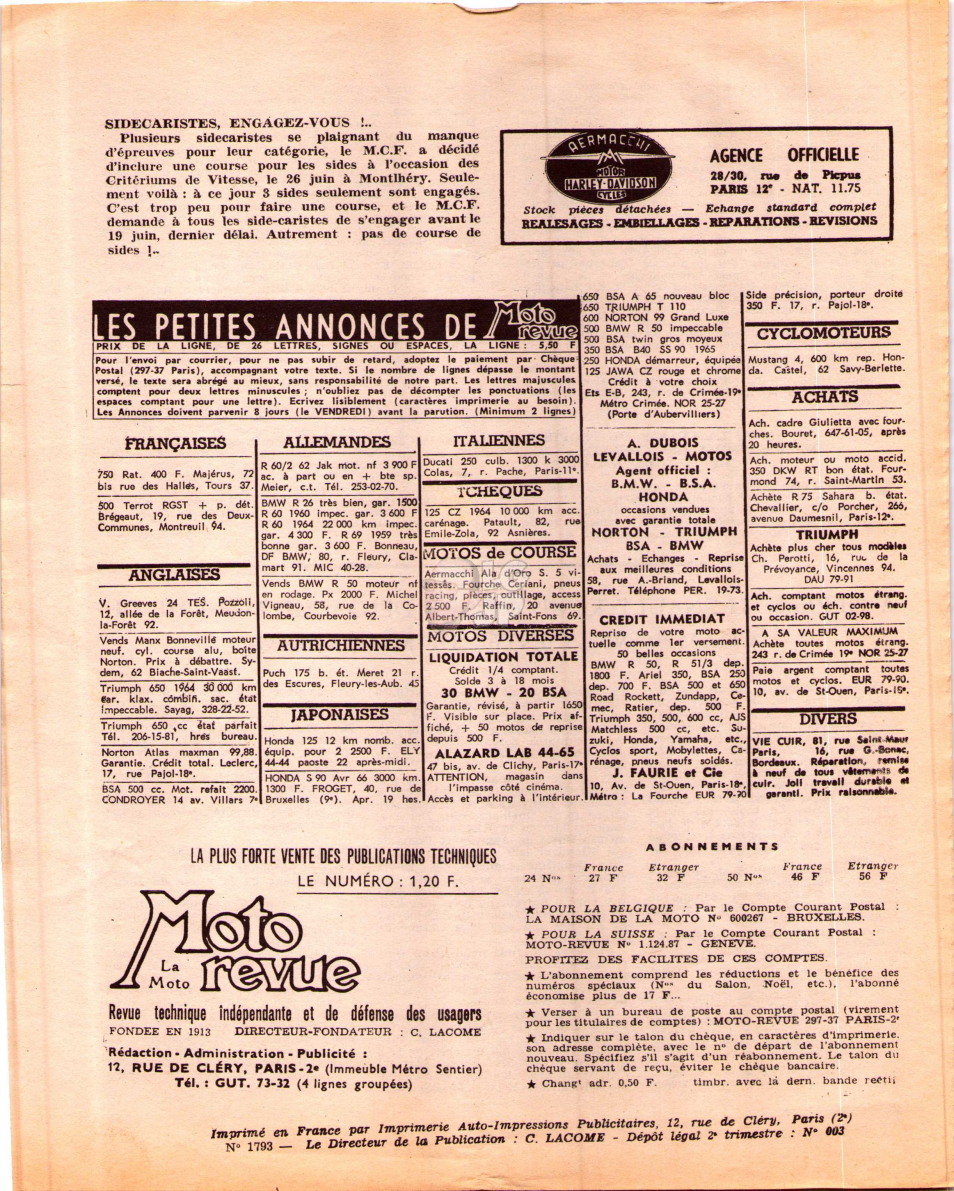 SIDECARISTES, ENGAGEZ-VOUS !..
Plusieurs sidecaristes se plaignant du manque
d'épreuves pour leur catégorie, le M.C.F. a décidé
d'inclure une course pour les sides à l'occasion des
Critériums de Vitesse, le 26 juin à Montlhéry. Seule-
ment voilà : à ce jour 3 sides seulement sont engagés.
C'est trop peu pour faire une course, et le M.C.F.
demande à tous les side-caristes de s'engager avant le
19 juin, dernier délai. Autrement : pas de course de
sides !..
AERMACCHI
MOTOR
HARLEY-DAVIDSON
CYCLES
AGENCE OFFICIELLE
28/30, rue de Picpus
PARIS 12e - NAT. 11.75
Stock pièces détachées — Echange standard complet
REALESAGES - EMBIELLAGES - REPARATIONS - REVISIONS
LES PETITES ANNONCES DE Moto revue
PRIX DE LA LIGNE, DE 26 LETTRES, SIGNES OU ESPACES, LA LIGNE : 5,50 F
Pour l'envoi par courrier, pour ne pas subir de retard, adoptez le paiement par Chèque
Postal (297-37 Paris), accompagnant votre texte. Si le nombre de lignes dépasse le montant
versé, le texte sera abrégé au mieux, sans responsabilité de notre part. Les lettres majuscules
comptent pour deux lettres minuscules ; n'oubliez pas de décompter les ponctuations (les
espaces comptant pour une lettre). Ecrivez lisiblement (caractères imprimerie au besoin).
Les Annonces doivent parvenir 8 jours (le VENDREDI) avant la parution. (Minimum 2 lignes)
FRANÇAISES
750 Rat. 400 F. Majérus, 72
bis rue des Halles, Tours 37.
500 Terrot RGST + p. dét.
Brégeaut, 19, rue des Deux-
Communes, Montreuil 94.
ANGLAISES
V. Greeves 24 TES. Pozzoli,
12, allée de la Forêt, Meudon-
la-Forêt 92.
Vends Manx Bonneville moteur
neuf. cyl. course alu, boîte
Norton. Prix à débattre. Sy-
dem, 62 Biache-Saint-Vaast.
Triumph 650 1964 30 000 km
gar. klax. combiñ. sac. état
impeccable. Sayag, 328-22-52.
Triumph 650 cc état parfait
Tél. 206-15-81, hres bureau.
Norton Atlas maxman 99,88.
Garantie. Crédit total. Leclerc,
17, rue Pajol-18e.
BSA 500 cc. Mot. refait 2200.
CONDROYER 14 av. Villars 7e
ALLEMANDES
R 60/2 62 Jak mot. nf 3 900 F
ac. à part ou en + bte sp.
Meier, c.t. Tél. 253-02-70.
BMW R 26 très bien, gar. 1500
R 60 1960 impec. gar. 3 600 F
R 60 1964 22 000 km impec.
gar. 4 300 F. R 69 1959 très
bonne gar. 3 600 F. Bonneau,
DF BMW, 80, r. Fleury, Cla-
mart 91. MIC 40-28.
Vends BMW R 50 moteur nf
en rodage. Px 2000 F. Michel
Vigneau, 58, rue de la Co-
lombe, Courbevoie 92.
AUTRICHIENNES
Puch 175 b. ét. Meret 21 r.
des Escures, Fleury-les-Aub. 45
JAPONAISES
Honda 125 12 km nomb. acc.
équip. pour 2 2500 F. ELY
44-44 paoste 22 après-midi.
HONDA S 90 Avr 66 3000 km.
1300 F. FROGET, 40, rue de
Bruxelles (9e). Apr. 19 hes.
ITALIENNES
Ducati 250 culb. 1300 k 3000
Colas, 7, r. Pache, Paris-11e.
TCHEQUES
125 CZ 1964 10 000 km acc.
carénage. Patault, 82, rue
Emile-Zola, 92 Asnières.
MOTOS de COURSE
Aermacchi Ala d'Oro S. 5 vi-
tessès. Fourche Ceriani, pneus
racing, pièces, outillage, access
2 500 F. Raffin, 20 avenue
Albert-Thomas, Saint-Fons 69.
MOTOS DIVERSES
LIQUIDATION TOTALE
Crédit 1/4 comptant.
Solde 3 à 18 mois
30 BMW - 20 BSA
Garantie, révisé, à partir 1650
F. Visible sur place. Prix af-
fiché, + 50 motos de reprise
depuis 500 F.
ALAZARD LAB 44-65
47 bis, av. de Clichy, Paris-17e
ATTENTION, magasin dans
l'impasse côté cinéma.
Accès et parking à l'intérieur.
650 BSA A 65 nouveau bloc
650 TRIUMPH T 110
600 NORTON 99 Grand Luxe
500 BMW R 50 impeccable
500 BSA twin gros moyeux
350 BSA B40 SS 90 1965
250 HONDA démarreur, équipée
125 JAWA CZ rouge et chrome
Crédit à votre choix
Ets E-B, 243, r. de Crimée-19e
Métro Crimée. NOR 25-27
(Porte d'Aubervilliers)
A. DUBOIS
LEVALLOIS - MOTOS
Agent officiel :
B.M.W. - B.S.A.
HONDA
occasions vendues
avec garantie totale
NORTON - TRIUMPH
BSA - BMW
Achats - Echanges - Reprise
aux meilleures conditions
58, rue A.-Briand, Levallois-
Perret. Téléphone PER. 19-73.
CREDIT IMMEDIAT
Reprise de votre moto ac-
tuelle comme 1er versement.
50 belles occasions
BMW R 50, R 51/3 dep.
1800 F. Ariel 350, BSA 250
dep. 700 F. BSA 500 et 650
Road Rockett, Zundapp, Ce-
mec, Ratier, dep. 500 F.
Triumph 350, 500, 600 cc, AJS
Matchless 500 cc, etc. Su-
zuki, Honda, Yamaha, etc.,
Cyclos sport, Mobylettes, Ca-
rénage, pneus neufs soldés.
J. FAURIE et Cie
10, Av. de St-Ouen, Paris-18e,
Métro : La Fourche EUR 79-90
Side précision, porteur droite
350 F. 17, r. Pajol-18e.
CYCLOMOTEURS
Mustang 4, 600 km rep. Hon-
da. Castel, 62 Savy-Berlette.
ACHATS
Ach. cadre Giulietta avec four-
ches. Bouret, 647-61-05, après
20 heures.
Ach. moteur ou moto accid.
350 DKW RT bon état. Four-
mond 74, r. Saint-Martin 53.
Achète R 75 Sahara b. état.
Chevallier, c/o Porcher, 266,
avenue Daumesnil, Paris-12e.
TRIUMPH
Achète plus cher tous modèles
Ch. Perotti, 16, rue de la
Prévoyance, Vincennes 94.
DAU 79-91
Ach. comptant motos étrang.
et cyclos ou éch. contre neuf
ou occasion. GUT 02-98.
A SA VALEUR MAXIMUM
Achète toutes motos étrang.
243 r. de Crimée 19e NOR 25-27
Paie argent comptant toutes
motos et cyclos. EUR 79-90.
10, av. de St-Ouen, Paris-15e.
DIVERS
VIE CUIR, 81, rue Saint-Maur
Paris, 16, rue G.-Bonac,
Bordeaux. Réparation, remise
à neuf de tous vêtements de
cuir. Joli travail durable et
garanti. Prix raisonnable.
LA PLUS FORTE VENTE DES PUBLICATIONS TECHNIQUES
LE NUMÉRO : 1,20 F.
Moto revue
La Moto
Revue technique indépendante et de défense des usagers
FONDEE EN 1913 DIRECTEUR-FONDATEUR : C. LACOME
Rédaction - Administration - Publicité :
12, RUE DE CLÉRY, PARIS-2e (Immeuble Métro Sentier)
Tél. : GUT. 73-32 (4 lignes groupées)
ABONNEMENTS
France Etranger France Etranger
24 Nos 27 F 32 F 50 Nos 46 F 56 F
★ POUR LA BELGIQUE : Par le Compte Courant Postal :
LA MAISON DE LA MOTO No 600267 - BRUXELLES.
★ POUR LA SUISSE : Par le Compte Courant Postal :
MOTO-REVUE No 1.124.87 - GENEVE.
PROFITEZ DES FACILITES DE CES COMPTES.
★ L'abonnement comprend les réductions et le bénéfice des
numéros spéciaux (Nos du Salon, Noël, etc.), l'abonné
économise plus de 17 F...
★ Verser à un bureau de poste au compte postal (virement
pour les titulaires de comptes) : MOTO-REVUE 297-37 PARIS-2e
★ Indiquer sur le talon du chèque, en caractères d'imprimerie,
son adresse complète, avec le no de départ de l'abonnement
nouveau. Spécifiez s'il s'agit d'un réabonnement. Le talon du
chèque servant de reçu, éviter le chèque bancaire.
★ Changt adr. 0,50 F. timbr. avec la dern. bande rectif,
Imprimé en France par Imprimerie Auto-Impressions Publicitaires, 12, rue de Cléry, Paris (2e)
No 1793 — Le Directeur de la Publication : C. LACOME - Dépôt légal 2e trimestre : No 003